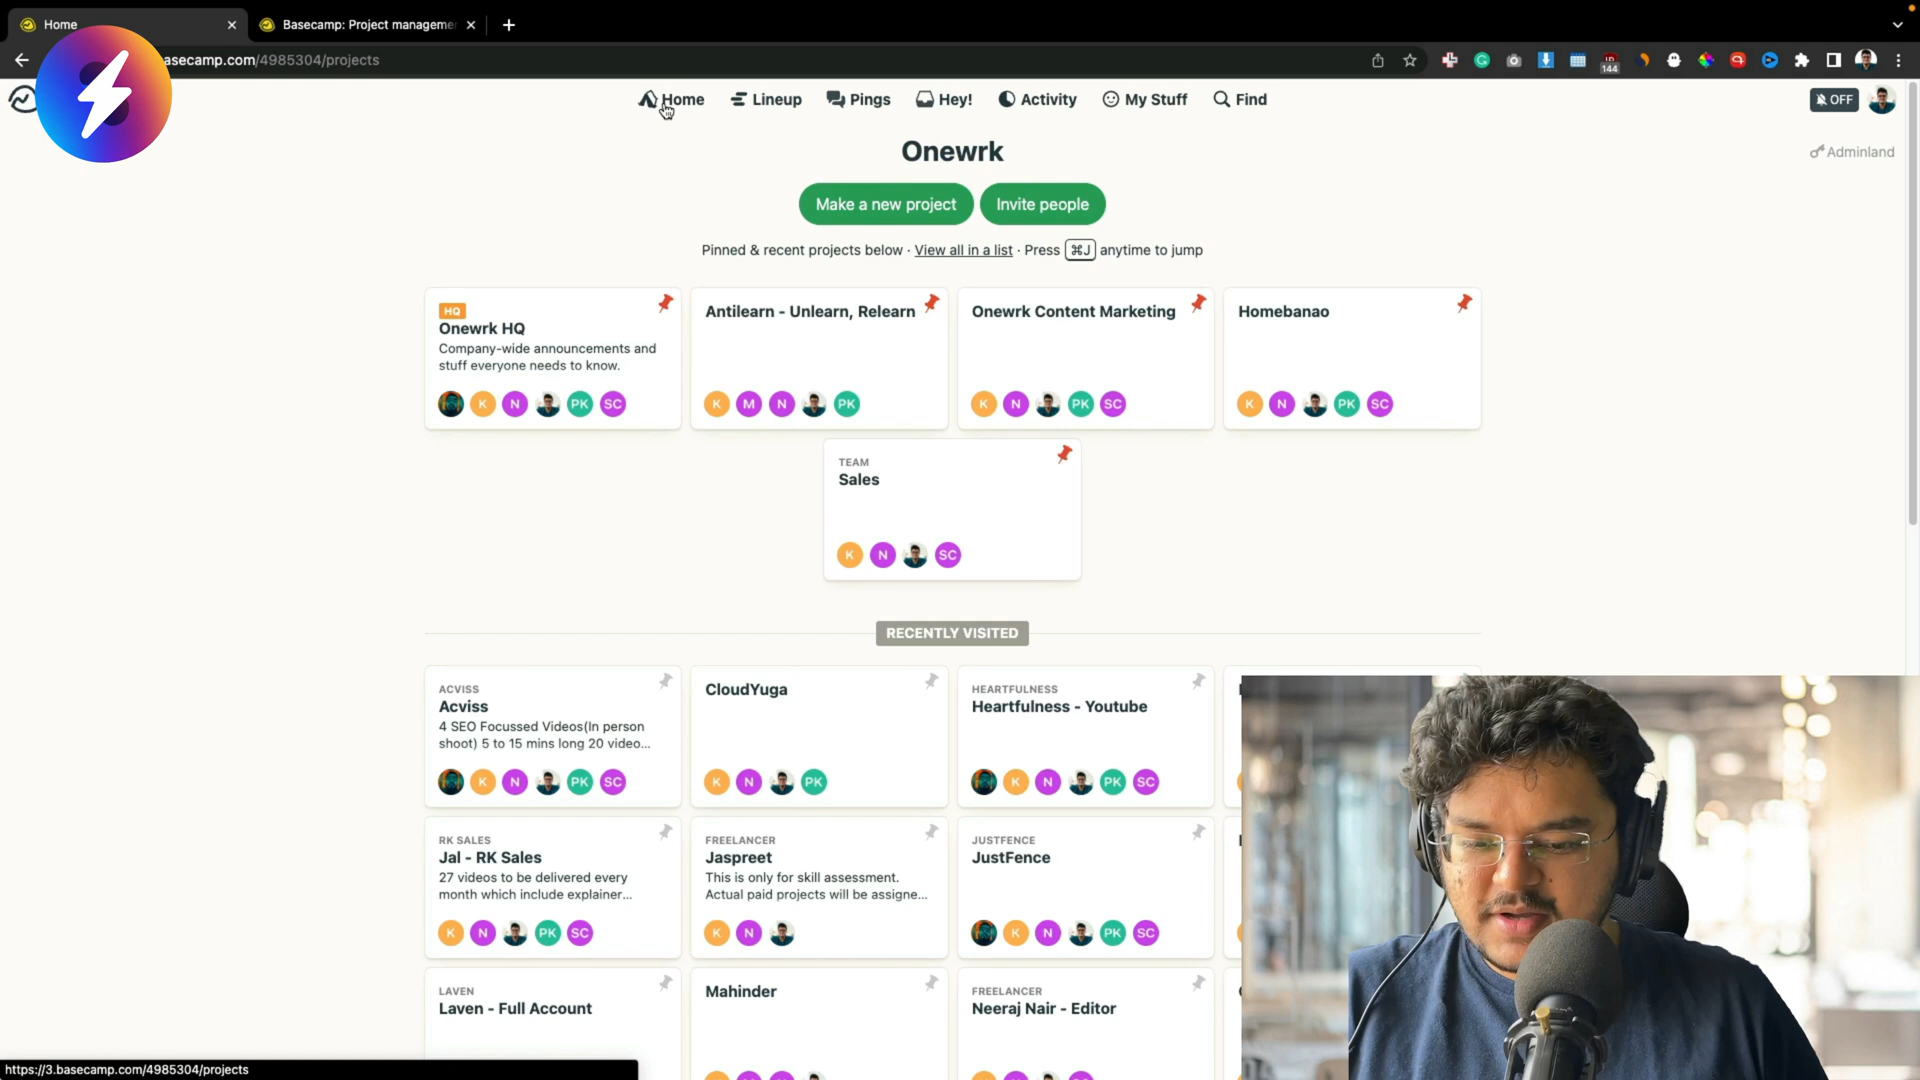 Home
Basecamp: Project manageme
asecamp.com/4985304/projects
144
Home
Lineup
Pings
Hey!
Activity
My Stuff
Find
OFF
Onewrk
Adminland
Make a new project
Invite people
Pinned & recent projects below · View all in a list · Press ⌘J anytime to jump
HQ
Onewrk HQ
Company-wide announcements and
stuff everyone needs to know.
K N PK SC
Antilearn - Unlearn, Relearn
K M N PK
Onewrk Content Marketing
K N PK SC
Homebanao
K N PK SC
TEAM
Sales
K N SC
RECENTLY VISITED
ACVISS
Acviss
4 SEO Focussed Videos(In person
shoot) 5 to 15 mins long 20 video...
K N PK SC
CloudYuga
K N PK
HEARTFULNESS
Heartfulness - Youtube
K N PK SC
RK SALES
Jal - RK Sales
27 videos to be delivered every
month which include explainer...
K N PK SC
FREELANCER
Jaspreet
This is only for skill assessment.
Actual paid projects will be assigne...
K N
JUSTFENCE
JustFence
K N PK SC
LAVEN
Laven - Full Account
Mahinder
FREELANCER
Neeraj Nair - Editor
https://3.basecamp.com/4985304/projects